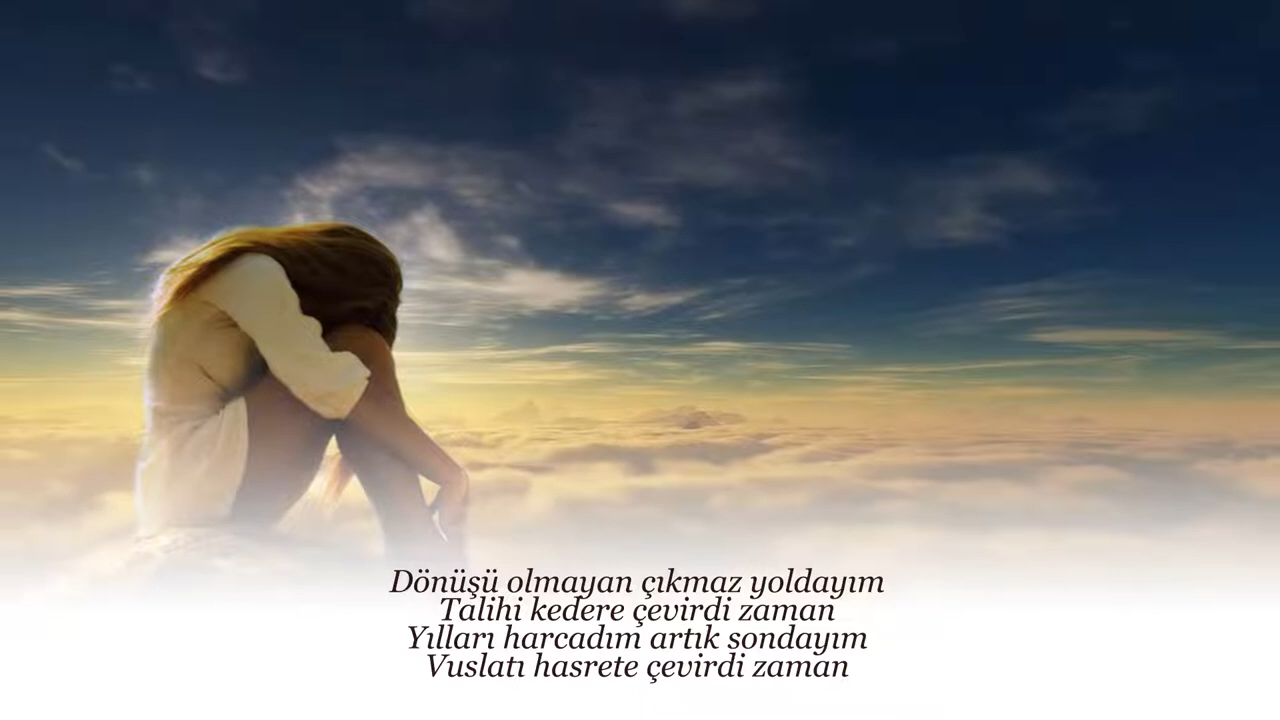 Dönüşü olmayan çıkmaz yoldayım
Talihi kedere çevirdi zaman
Yılları harcadım artık sondayım
Vuslatı hasrete çevirdi zaman